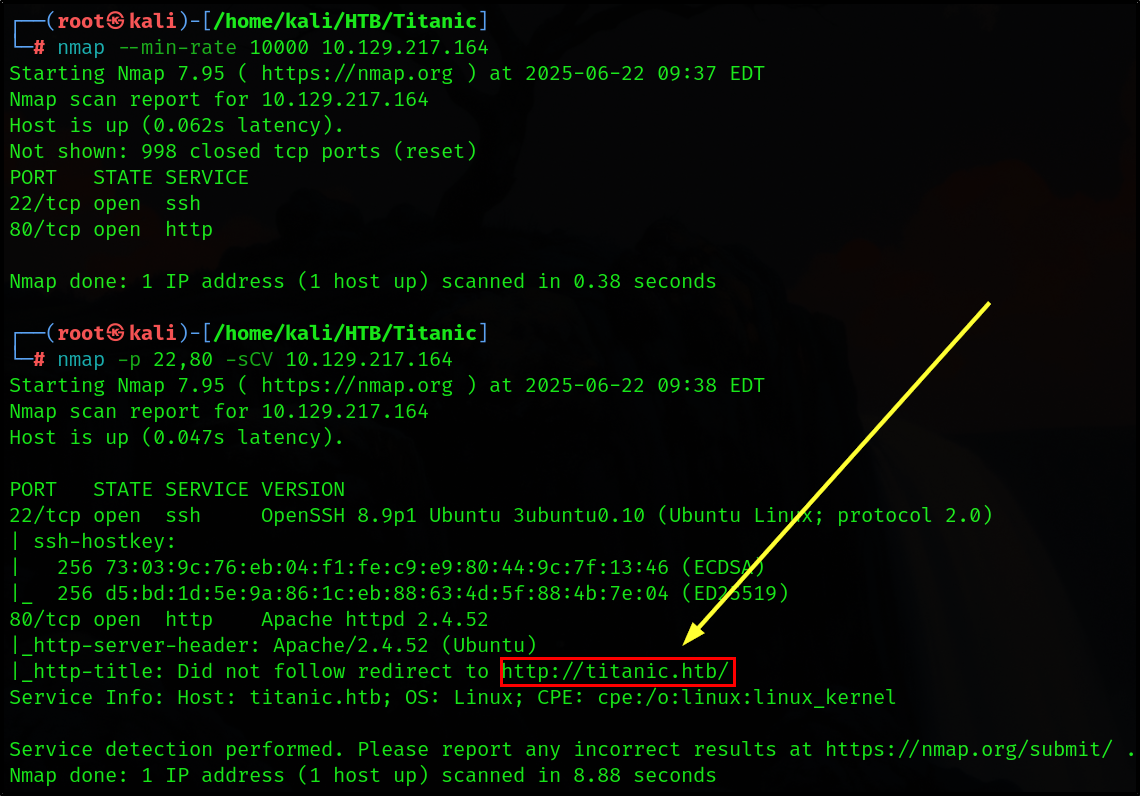 ┌──(root㉿kali)-[/home/kali/HTB/Titanic]
└─# nmap --min-rate 10000 10.129.217.164
Starting Nmap 7.95 ( https://nmap.org ) at 2025-06-22 09:37 EDT
Nmap scan report for 10.129.217.164
Host is up (0.062s latency).
Not shown: 998 closed tcp ports (reset)
PORT   STATE SERVICE
22/tcp open  ssh
80/tcp open  http
Nmap done: 1 IP address (1 host up) scanned in 0.38 seconds
┌──(root㉿kali)-[/home/kali/HTB/Titanic]
└─# nmap -p 22,80 -sCV 10.129.217.164
Starting Nmap 7.95 ( https://nmap.org ) at 2025-06-22 09:38 EDT
Nmap scan report for 10.129.217.164
Host is up (0.047s latency).
PORT   STATE SERVICE VERSION
22/tcp open  ssh     OpenSSH 8.9p1 Ubuntu 3ubuntu0.10 (Ubuntu Linux; protocol 2.0)
| ssh-hostkey:
|   256 73:03:9c:76:eb:04:f1:fe:c9:e9:80:44:9c:7f:13:46 (ECDSA)
|_  256 d5:bd:1d:5e:9a:86:1c:eb:88:63:4d:5f:88:4b:7e:04 (ED25519)
80/tcp open  http    Apache httpd 2.4.52
|_http-server-header: Apache/2.4.52 (Ubuntu)
|_http-title: Did not follow redirect to http://titanic.htb/
Service Info: Host: titanic.htb; OS: Linux; CPE: cpe:/o:linux:linux_kernel
Service detection performed. Please report any incorrect results at https://nmap.org/submit/ .
Nmap done: 1 IP address (1 host up) scanned in 8.88 seconds